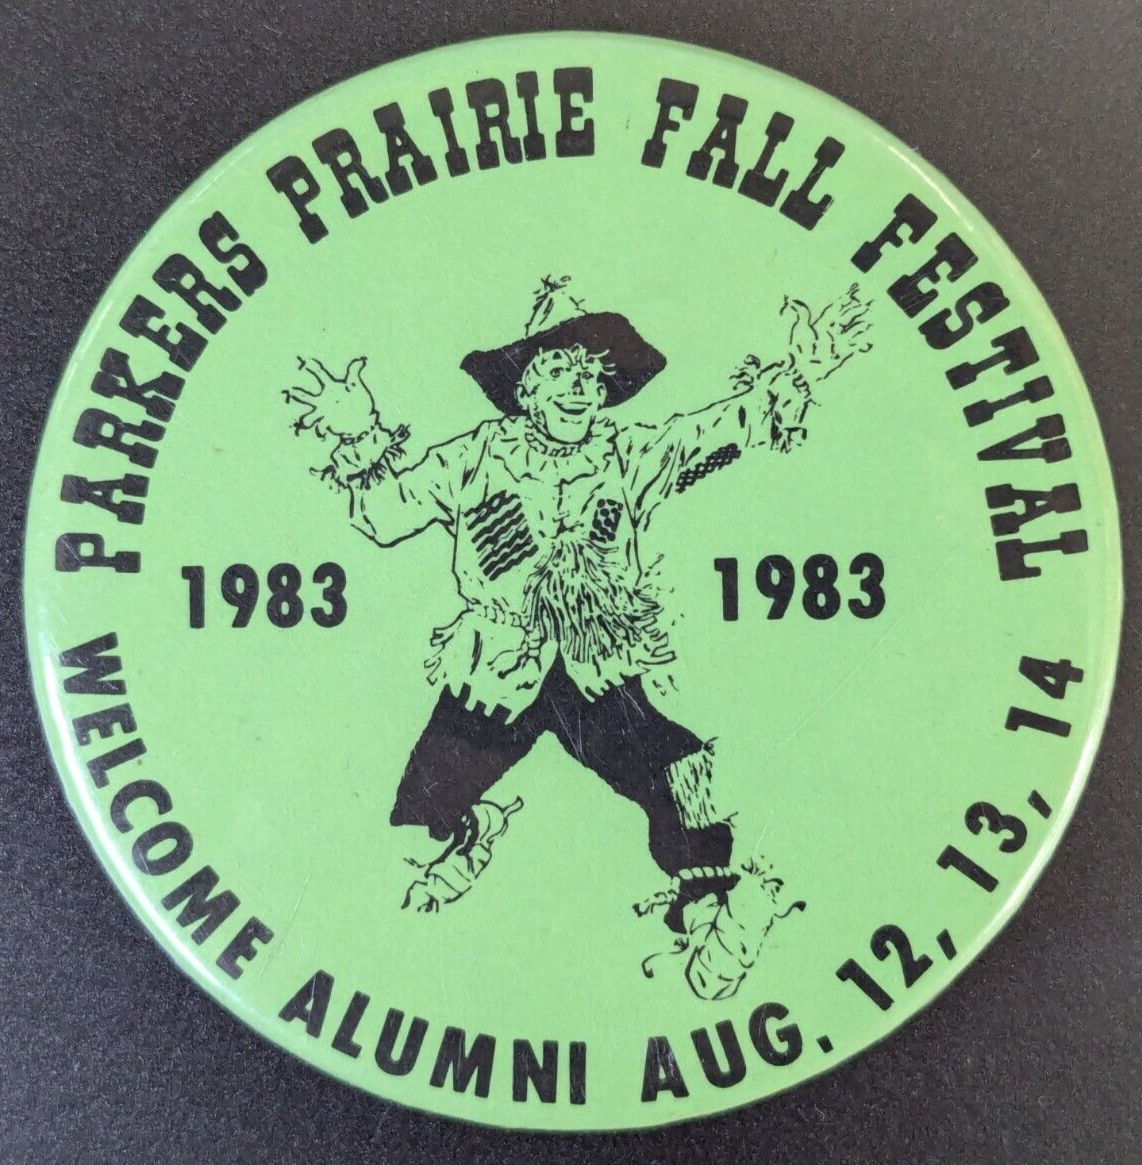 PARKERS PRAIRIE FALL FESTIVAL
1983 1983
WELCOME ALUMNI AUG. 12, 13, 14